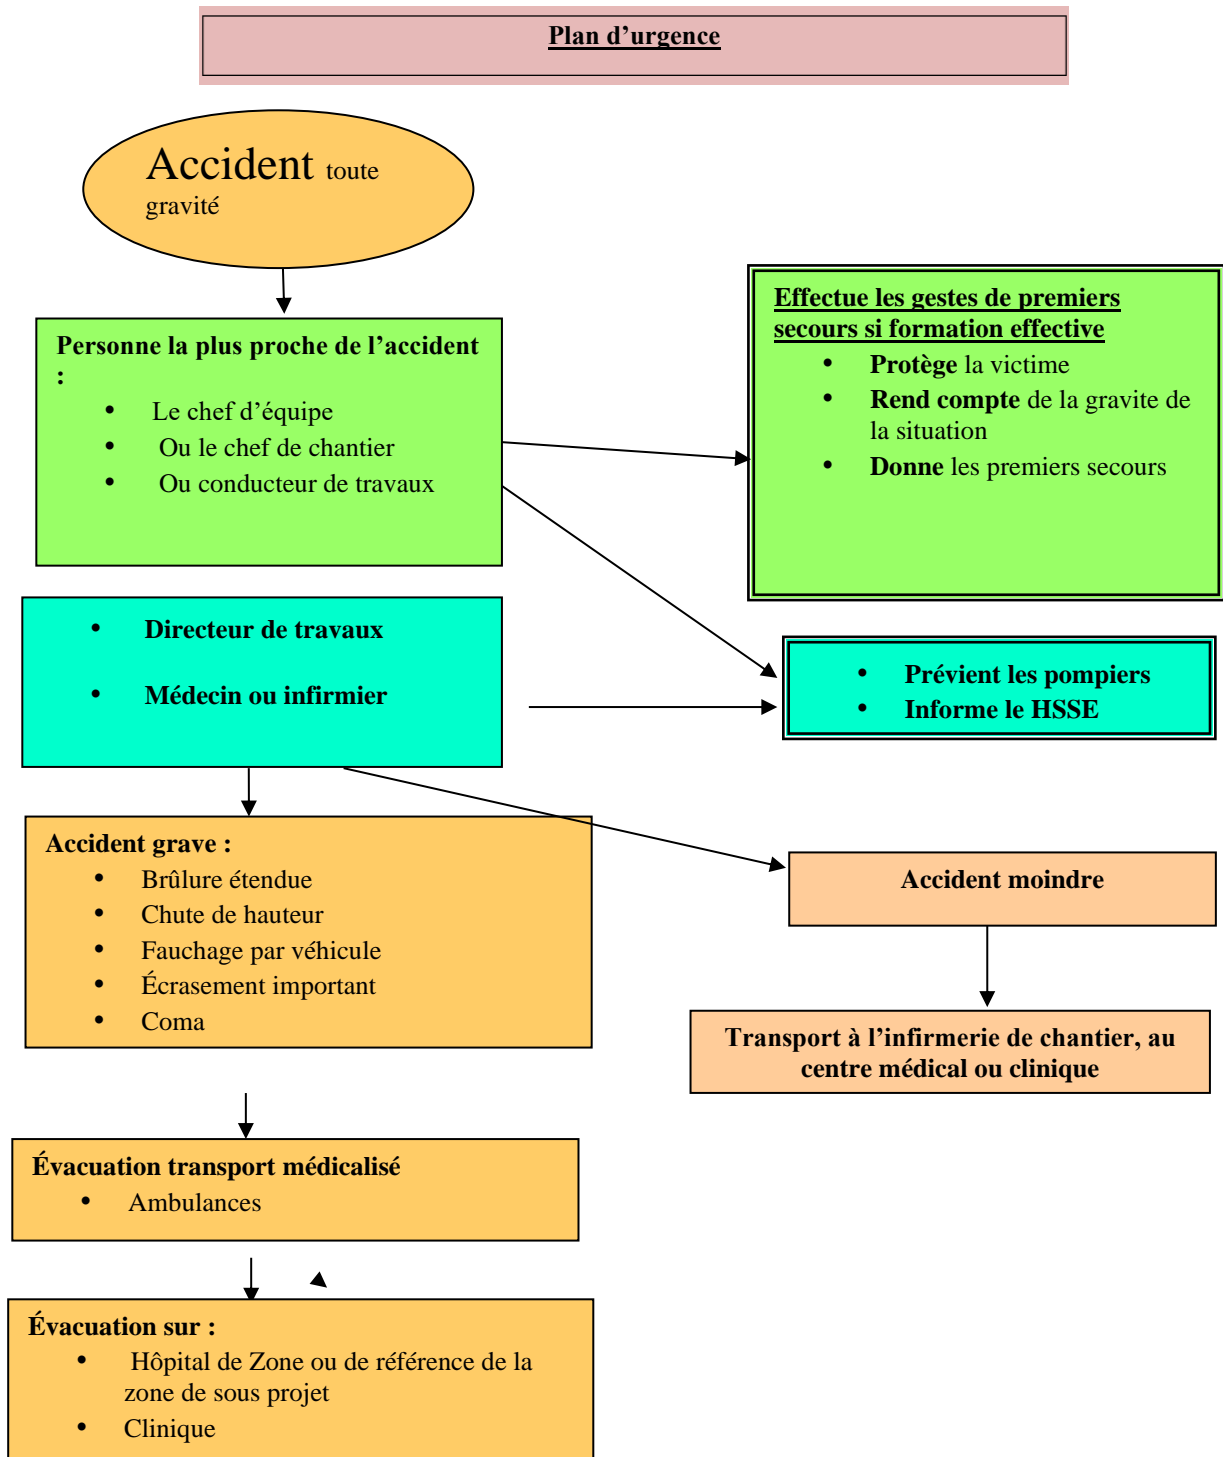 Plan d’urgence
Accident toute
gravité
Personne la plus proche de l’accident
:
• Le chef d’équipe
• Ou le chef de chantier
• Ou conducteur de travaux
Effectue les gestes de premiers
secours si formation effective
• Protège la victime
• Rend compte de la gravite de
la situation
• Donne les premiers secours
• Directeur de travaux
• Médecin ou infirmier
• Prévient les pompiers
• Informe le HSSE
Accident grave :
• Brûlure étendue
• Chute de hauteur
• Fauchage par véhicule
• Écrasement important
• Coma
Accident moindre
Transport à l’infirmerie de chantier, au
centre médical ou clinique
Évacuation transport médicalisé
• Ambulances
Évacuation sur :
• Hôpital de Zone ou de référence de la
zone de sous projet
• Clinique